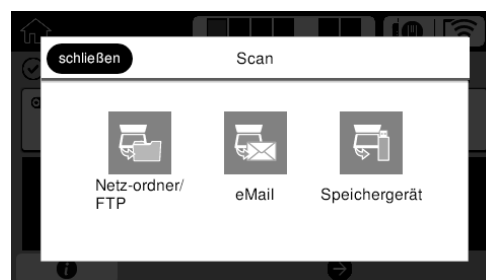 schließen
Scan
Netz-ordner/
FTP
eMail
Speichergerät